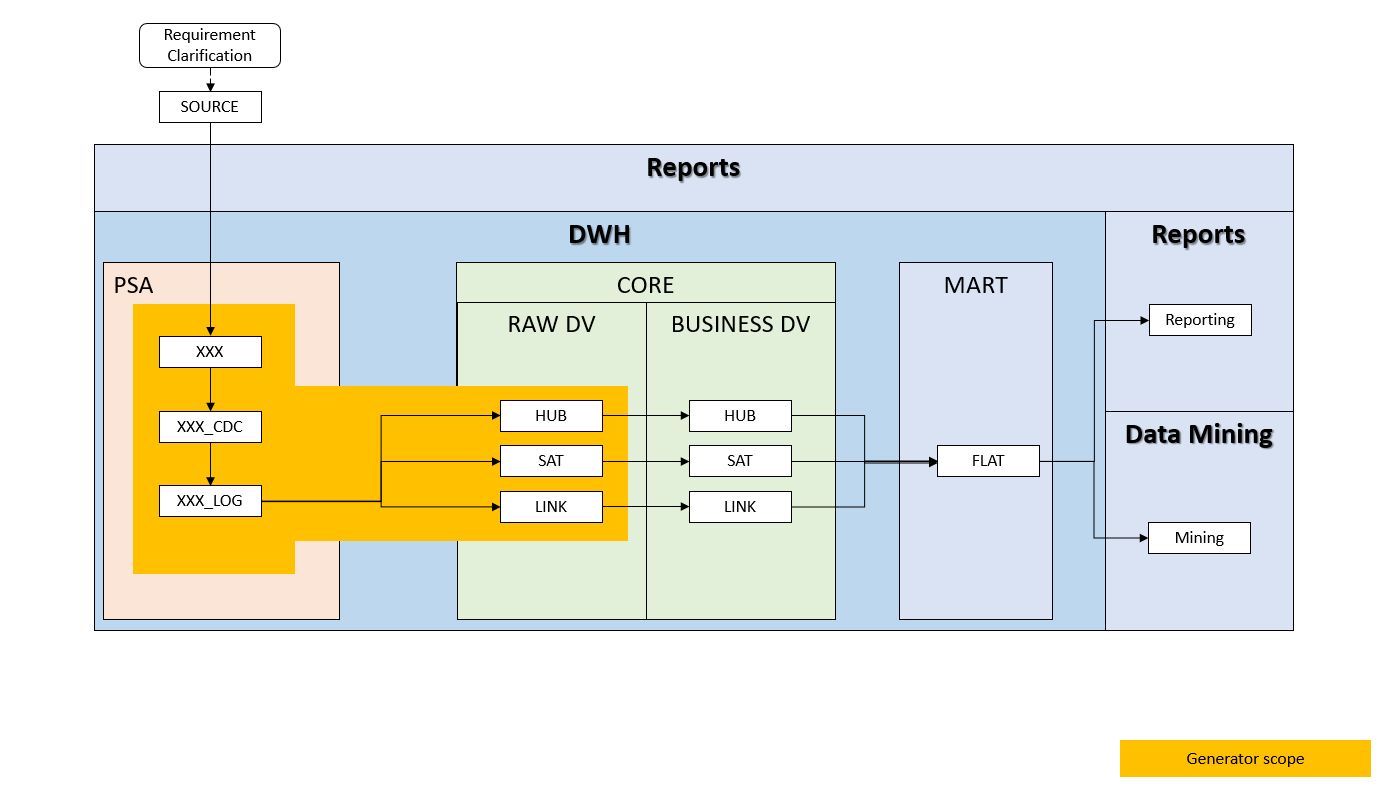 Requirement
Clarification
SOURCE
Reports
DWH
Reports
PSA
CORE
MART
RAW DV
BUSINESS DV
XXX
Reporting
XXX_CDC
HUB
HUB
Data Mining
SAT
SAT
FLAT
XXX_LOG
LINK
LINK
Mining
Generator scope